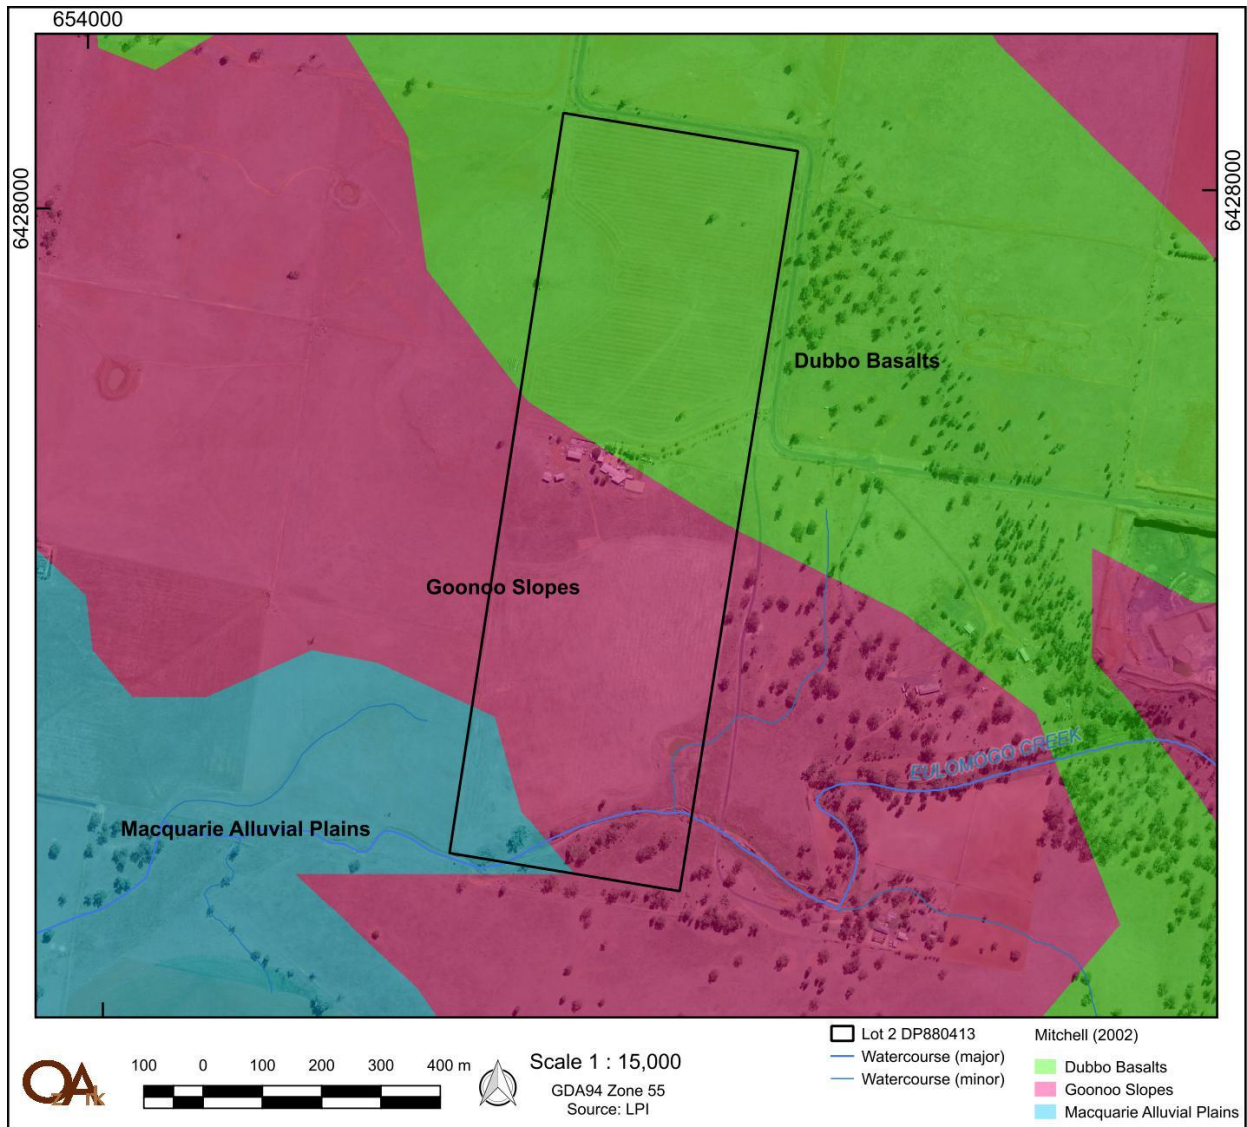 654000
6428000
6428000
Dubbo Basalts
Goonoo Slopes
EULOMOGO CREEK
Macquarie Alluvial Plains
OzArk
100 0 100 200 300 400 m
Scale 1 : 15,000
GDA94 Zone 55
Source: LPI
Lot 2 DP880413
Watercourse (major)
Watercourse (minor)
Mitchell (2002)
Dubbo Basalts
Goonoo Slopes
Macquarie Alluvial Plains